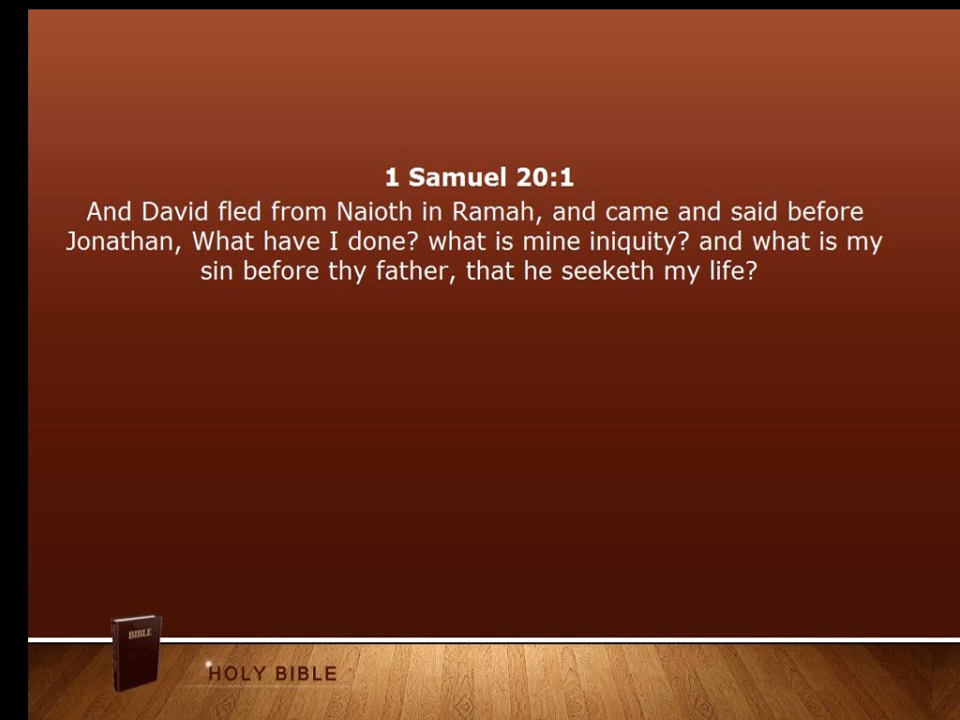 1 Samuel 20:1
And David fled from Naioth in Ramah, and came and said before
Jonathan, What have I done? what is mine iniquity? and what is my
sin before thy father, that he seeketh my life?
BIBLE
HOLY BIBLE